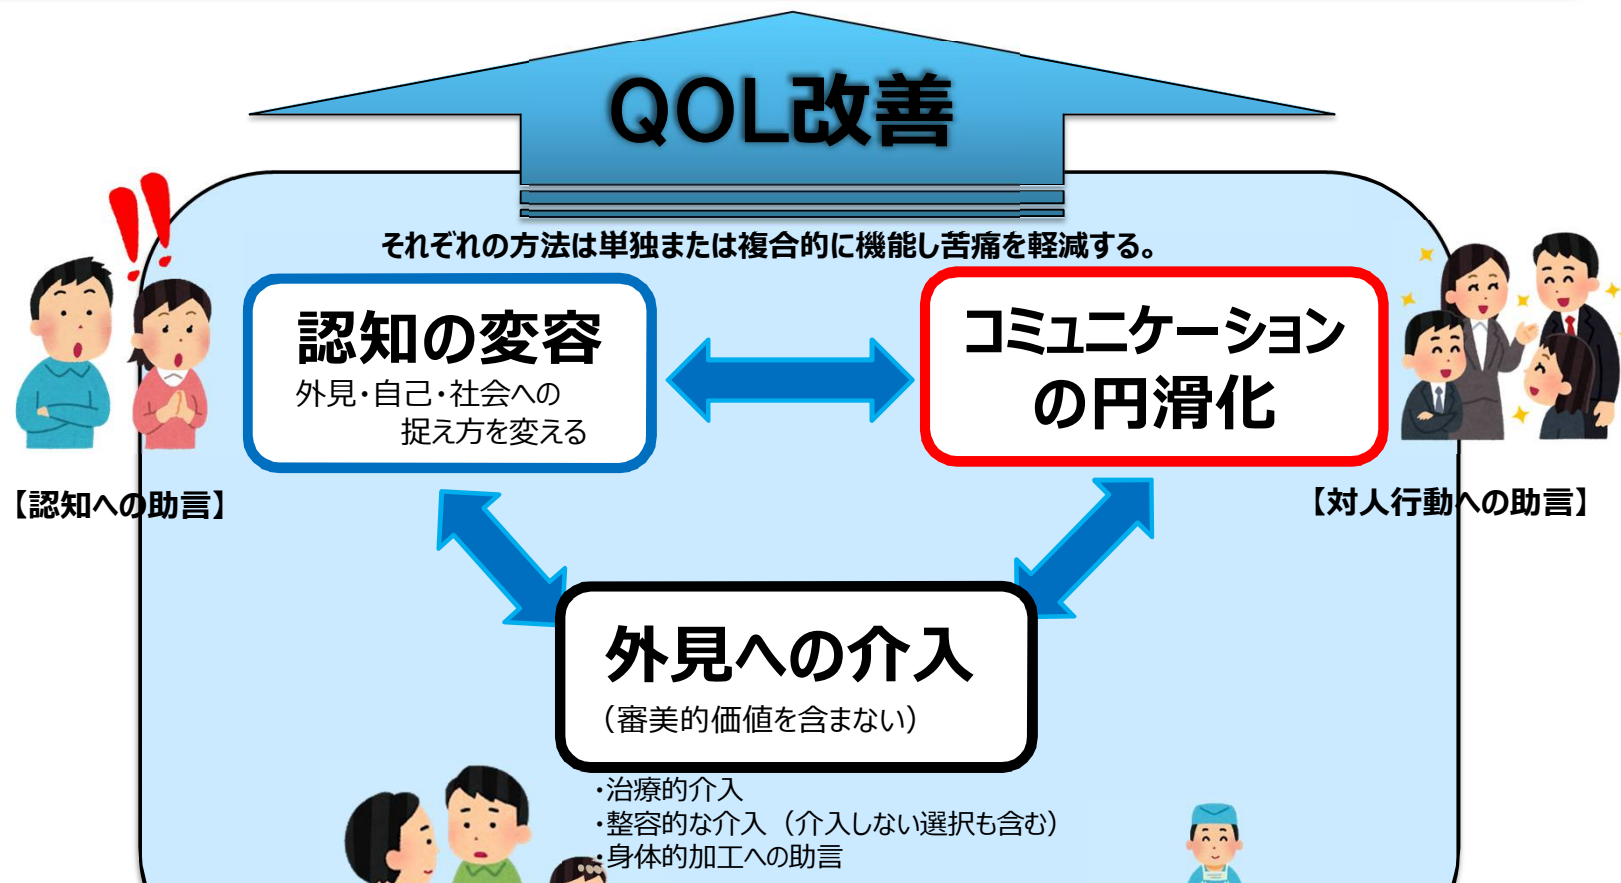 QOL改善
それぞれの方法は単独または複合的に機能し苦痛を軽減する。
認知の変容
外見・自己・社会への
捉え方を変える
コミュニケーション
の円滑化
【認知への助言】
【対人行動への助言】
外見への介入
（審美的価値を含まない）
・治療的介入
・整容的な介入（介入しない選択も含む）
・身体的加工への助言